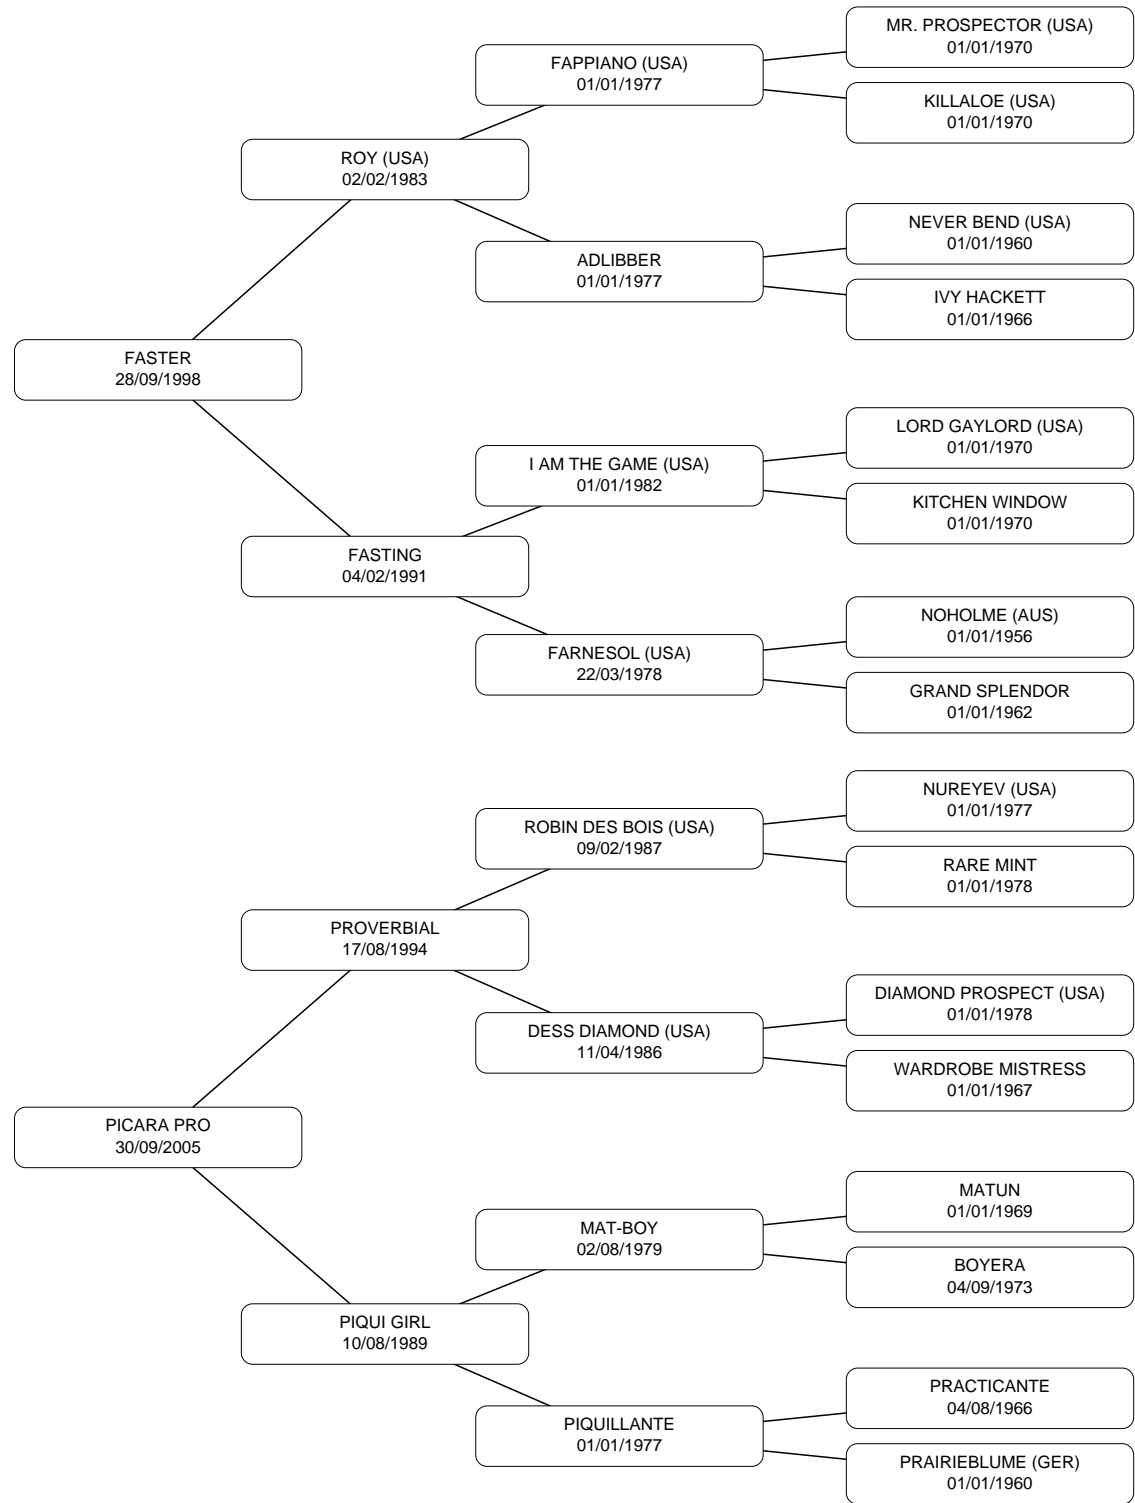 MR. PROSPECTOR (USA)
01/01/1970
FAPPIANO (USA)
01/01/1977
KILLALOE (USA)
01/01/1970
ROY (USA)
02/02/1983
NEVER BEND (USA)
01/01/1960
ADLIBBER
01/01/1977
IVY HACKETT
01/01/1966
FASTER
28/09/1998
LORD GAYLORD (USA)
01/01/1970
I AM THE GAME (USA)
01/01/1982
KITCHEN WINDOW
01/01/1970
FASTING
04/02/1991
NOHOLME (AUS)
01/01/1956
FARNESOL (USA)
22/03/1978
GRAND SPLENDOR
01/01/1962
NUREYEV (USA)
01/01/1977
ROBIN DES BOIS (USA)
09/02/1987
RARE MINT
01/01/1978
PROVERBIAL
17/08/1994
DIAMOND PROSPECT (USA)
01/01/1978
DESS DIAMOND (USA)
11/04/1986
WARDROBE MISTRESS
01/01/1967
PICARA PRO
30/09/2005
MATUN
01/01/1969
MAT-BOY
02/08/1979
BOYERA
04/09/1973
PIQUI GIRL
10/08/1989
PRACTICANTE
04/08/1966
PIQUILLANTE
01/01/1977
PRAIRIEBLUME (GER)
01/01/1960